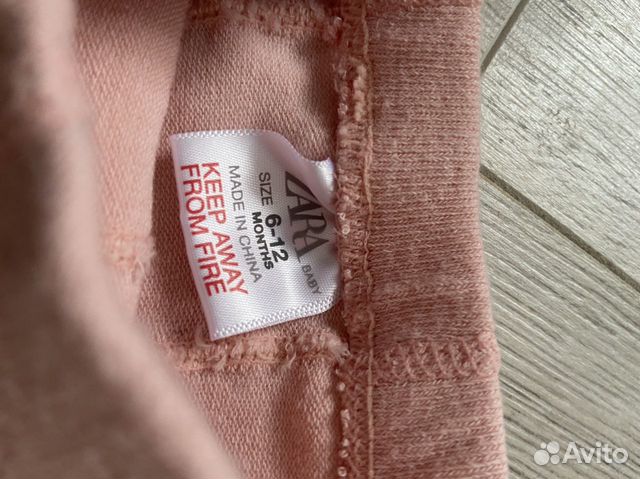 ZARA
BABY
SIZE 6-12
MONTHS
MADE IN CHINA
KEEP AWAY
FROM FIRE
Avito